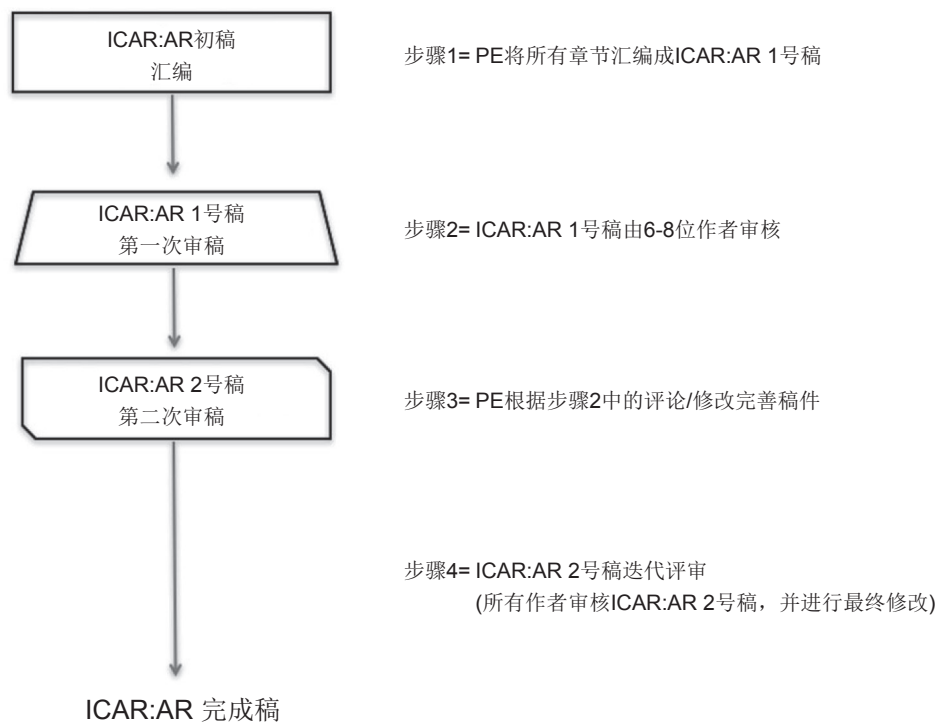 ICAR:AR初稿
汇编
步骤1= PE将所有章节汇编成ICAR:AR 1号稿
ICAR:AR 1号稿
第一次审稿
步骤2= ICAR:AR 1号稿由6-8位作者审核
ICAR:AR 2号稿
第二次审稿
步骤3= PE根据步骤2中的评论/修改完善稿件
步骤4= ICAR:AR 2号稿迭代评审
(所有作者审核ICAR:AR 2号稿，并进行最终修改)
ICAR:AR 完成稿